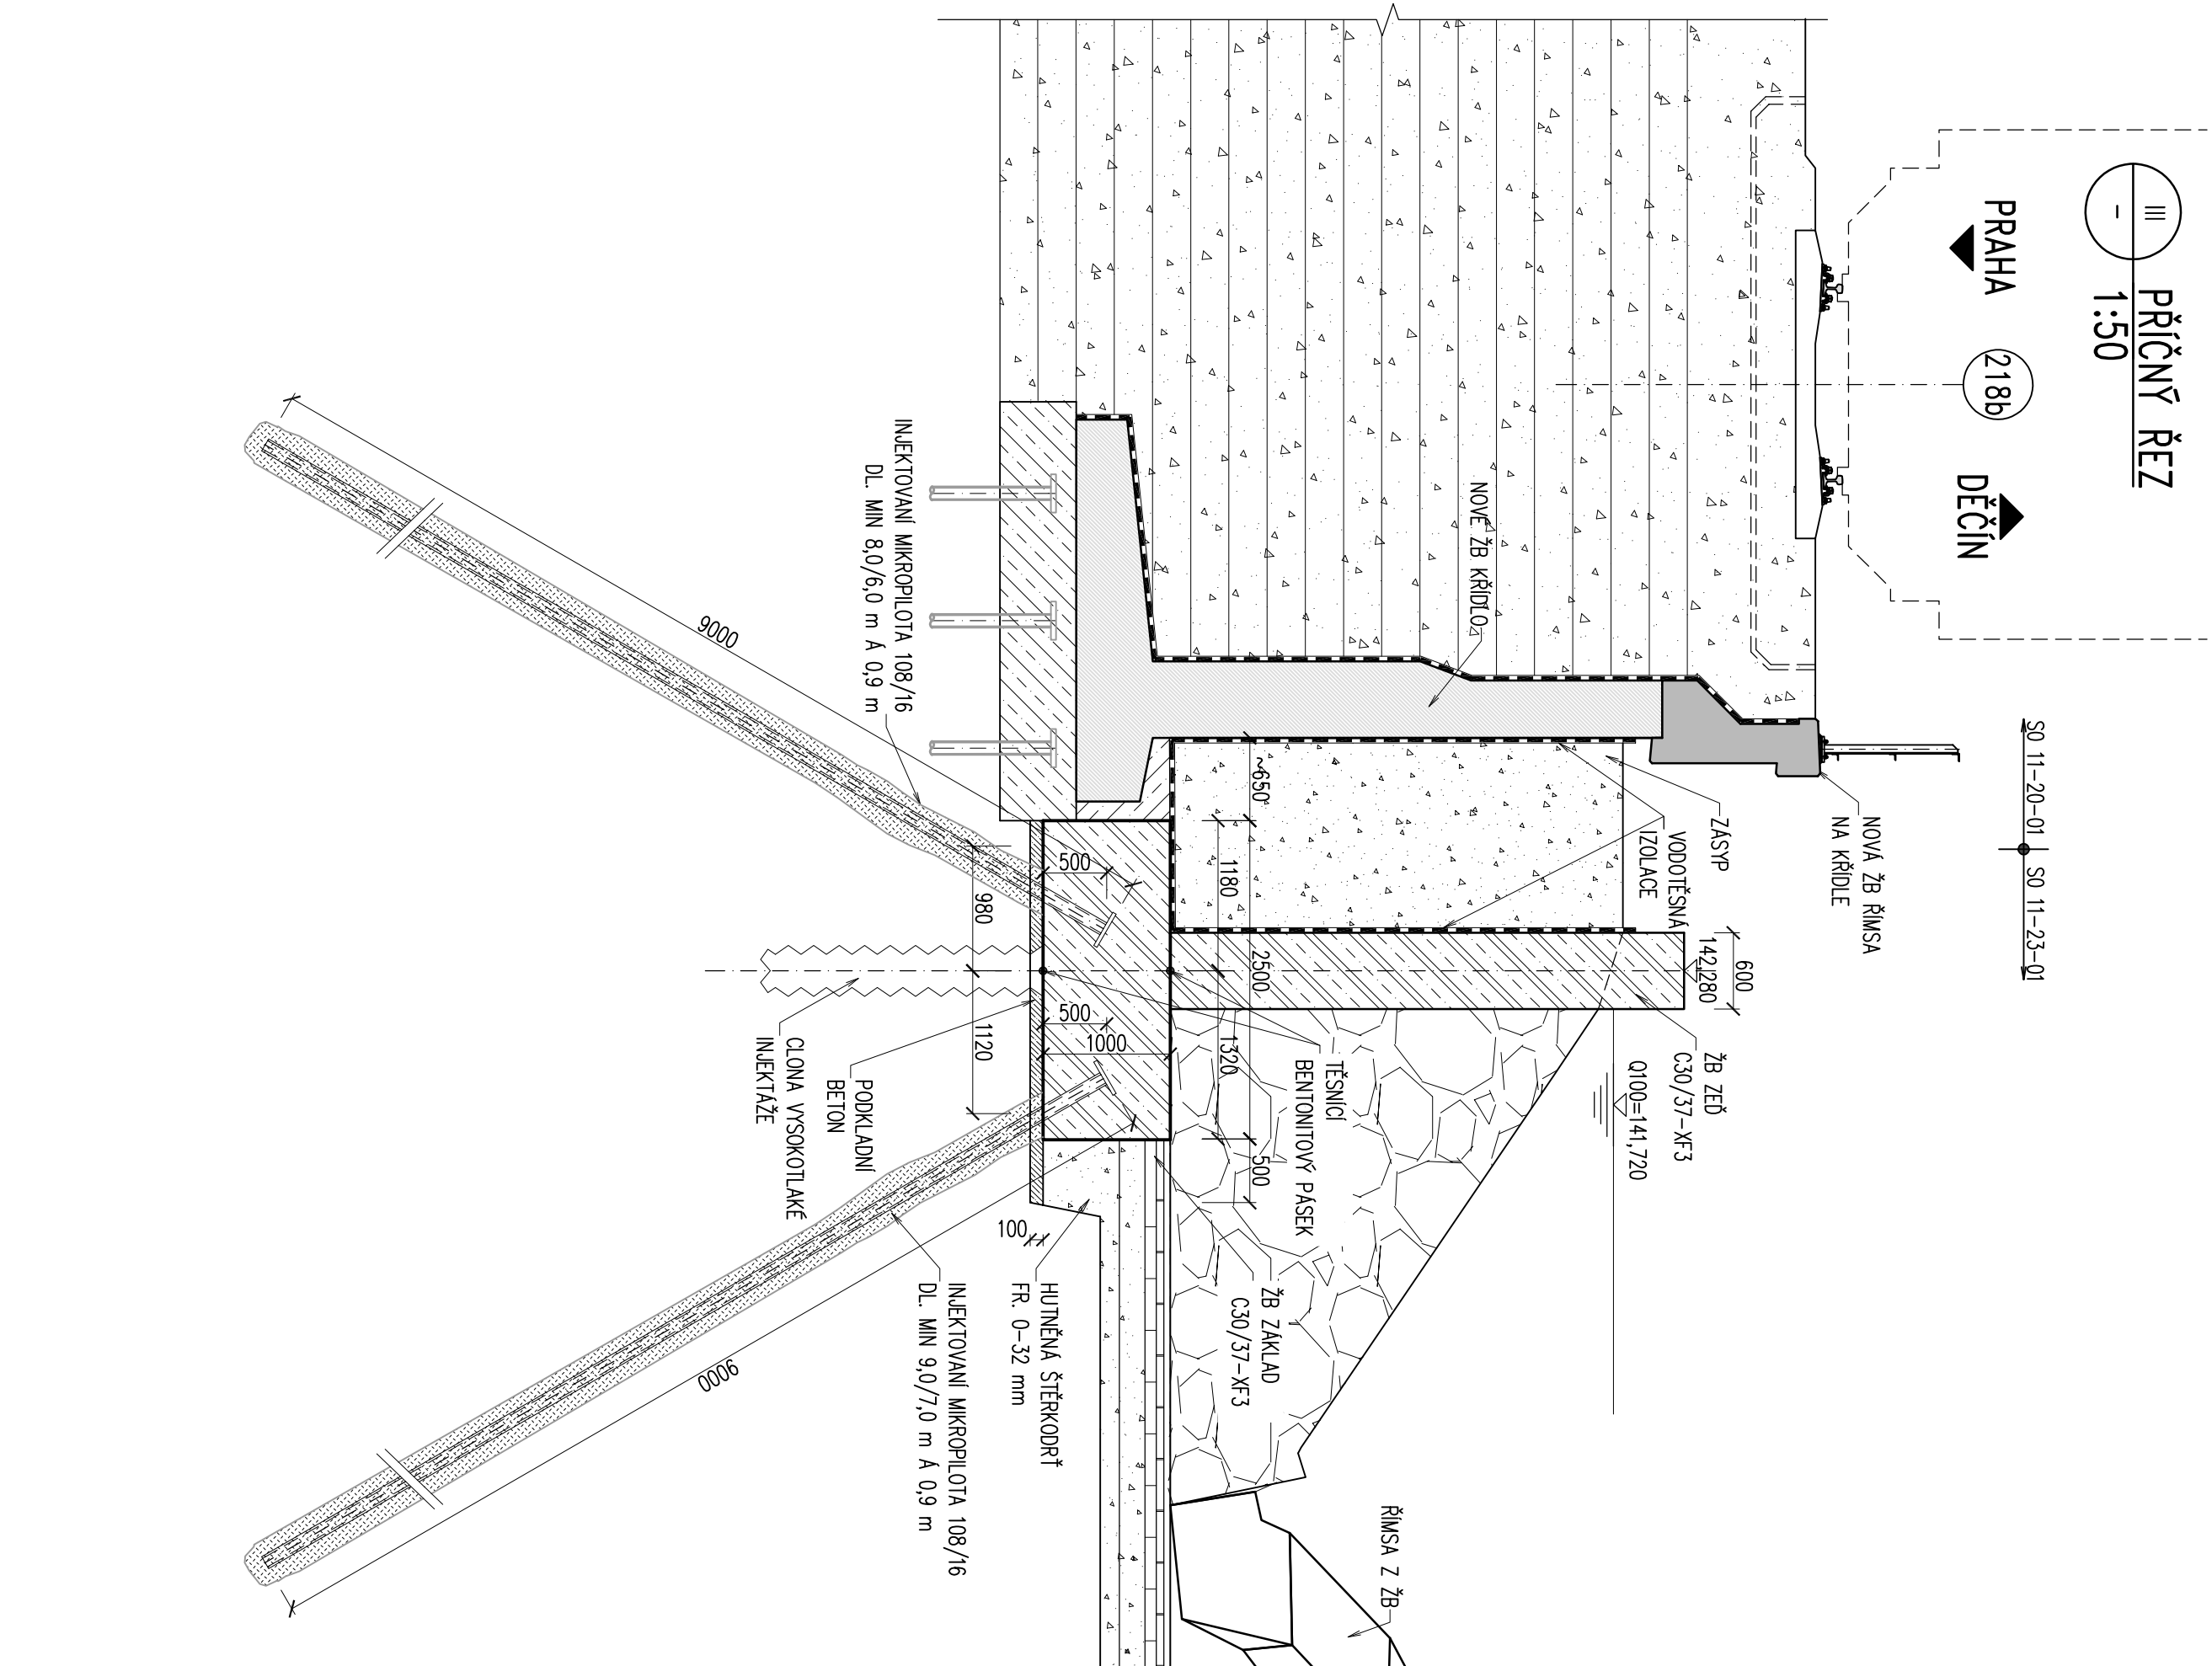 III
-
PŘÍČNÝ ŘEZ
1:50
PRAHA
218b
DĚČÍN
SO 11-20-01
SO 11-23-01
NOVÁ ŽB ŘÍMSA
NA KŘÍDLE
ZÁSYP
VODOTĚSNÁ
IZOLACE
NOVÉ ŽB KŘÍDLO
600
142,280
ŽB ZEĎ
C30/37-XF3
Q100=141,720
~650
2500
500
1180
1320
TĚSNÍCÍ
BENTONITOVÝ PÁSEK
ŽB ZÁKLAD
C30/37-XF3
ŘÍMSA Z ŽB
500
500
1000
980
1120
100
HUTNĚNÁ ŠTĚRKODRŤ
FR. 0-32 mm
INJEKTOVANÍ MIKROPILOTA 108/16
DL. MIN 8,0/6,0 m Á 0,9 m
INJEKTOVANÍ MIKROPILOTA 108/16
DL. MIN 9,0/7,0 m Á 0,9 m
PODKLADNÍ
BETON
CLONA VYSOKOTLAKÉ
INJEKTÁŽE
9000
9000